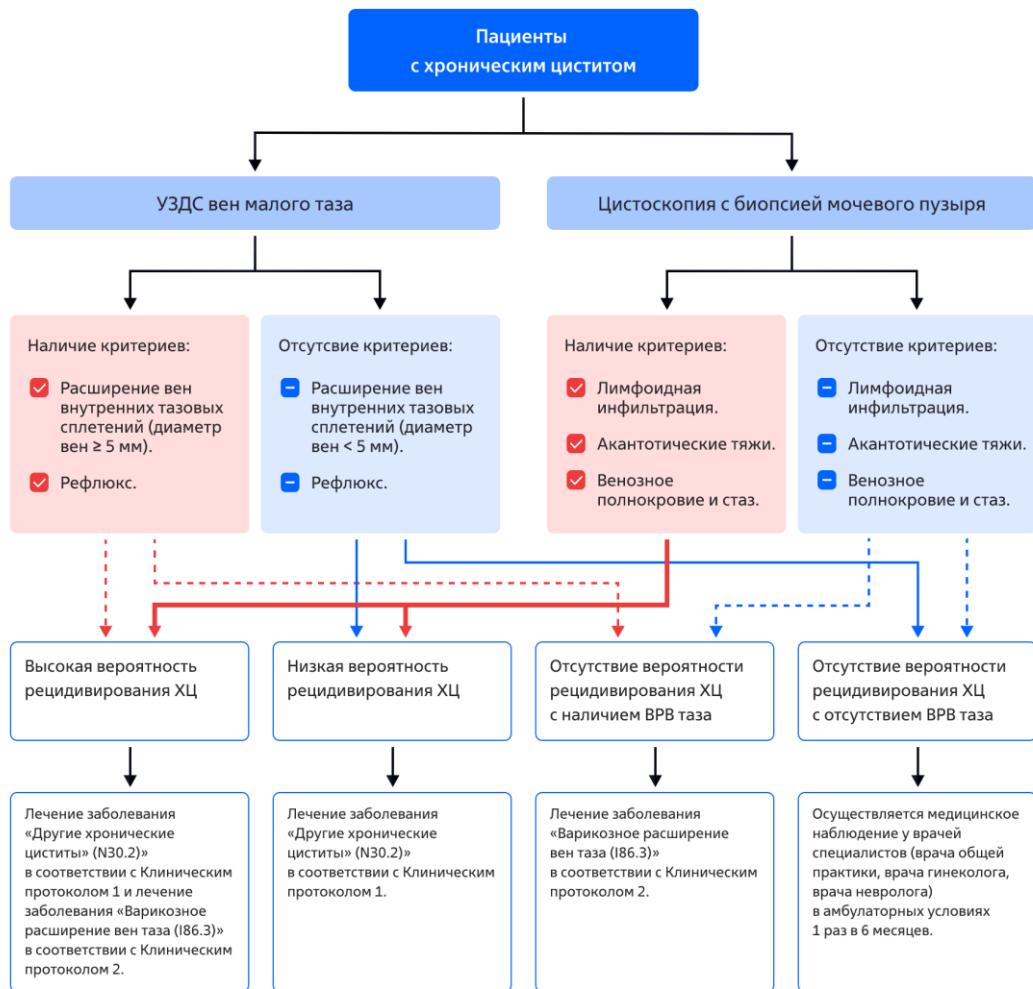 Пациенты
с хроническим циститом
УЗДС вен малого таза
Цистоскопия с биопсией мочевого пузыря
Наличие критериев:
Расширение вен
внутренних тазовых
сплетений (диаметр
вен ≥ 5 мм).
Рефлюкс.
Отсутсвие критериев:
Расширение вен
внутренних тазовых
сплетений (диаметр
вен < 5 мм).
Рефлюкс.
Наличие критериев:
Лимфоидная
инфильтрация.
Акантотические тяжи.
Венозное
полнокровие и стаз.
Отсутствие критериев:
Лимфоидная
инфильтрация.
Акантотические тяжи.
Венозное
полнокровие и стаз.
Высокая вероятность
рецидивирования ХЦ
Низкая вероятность
рецидивирования ХЦ
Отсутствие вероятности
рецидивирования ХЦ
с наличием ВРВ таза
Отсутствие вероятности
рецидивирования ХЦ
с отсутствием ВРВ таза
Лечение заболевания
«Другие хронические
циститы» (N30.2)»
в соответствии с Клиническим
протоколом 1 и лечение
заболевания «Варикозное
расширение вен таза (I86.3)»
в соответствии с Клиническим
протоколом 2.
Лечение заболевания
«Другие хронические
циститы» (N30.2)»
в соответствии с Клиническим
протоколом 1.
Лечение заболевания
«Варикозное расширение
вен таза (I86.3)»
в соответствии с Клиническим
протоколом 2.
Осуществляется медицинское
наблюдение у врачей
специалистов (врача общей
практики, врача гинеколога,
врача невролога)
в амбулаторных условиях
1 раз в 6 месяцев.